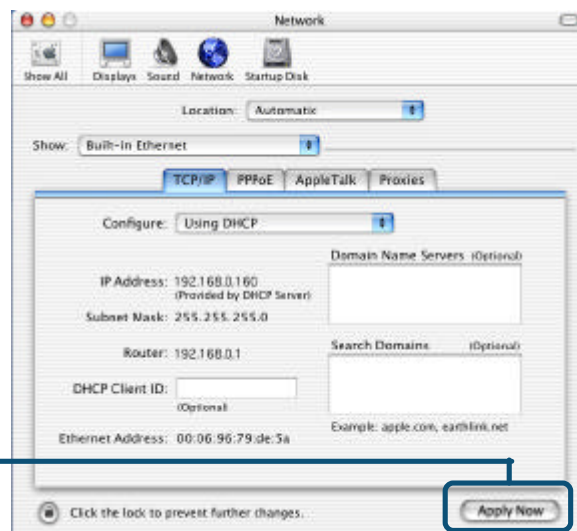 Network
Show All Displays Sound Network Startup Disk
Location: Automatic
Show: Built-in Ethernet
TCP/IP PPPoE AppleTalk Proxies
Configure: Using DHCP
Domain Name Servers (Optional)
IP Address: 192.168.0.160
(Provided by DHCP Server)
Subnet Mask: 255.255.255.0
Router: 192.168.0.1
Search Domains (Optional)
DHCP Client ID:
(Optional)
Example: apple.com, earthlink.net
Ethernet Address: 00:06:96:79:de:5a
Click the lock to prevent further changes.
Apply Now